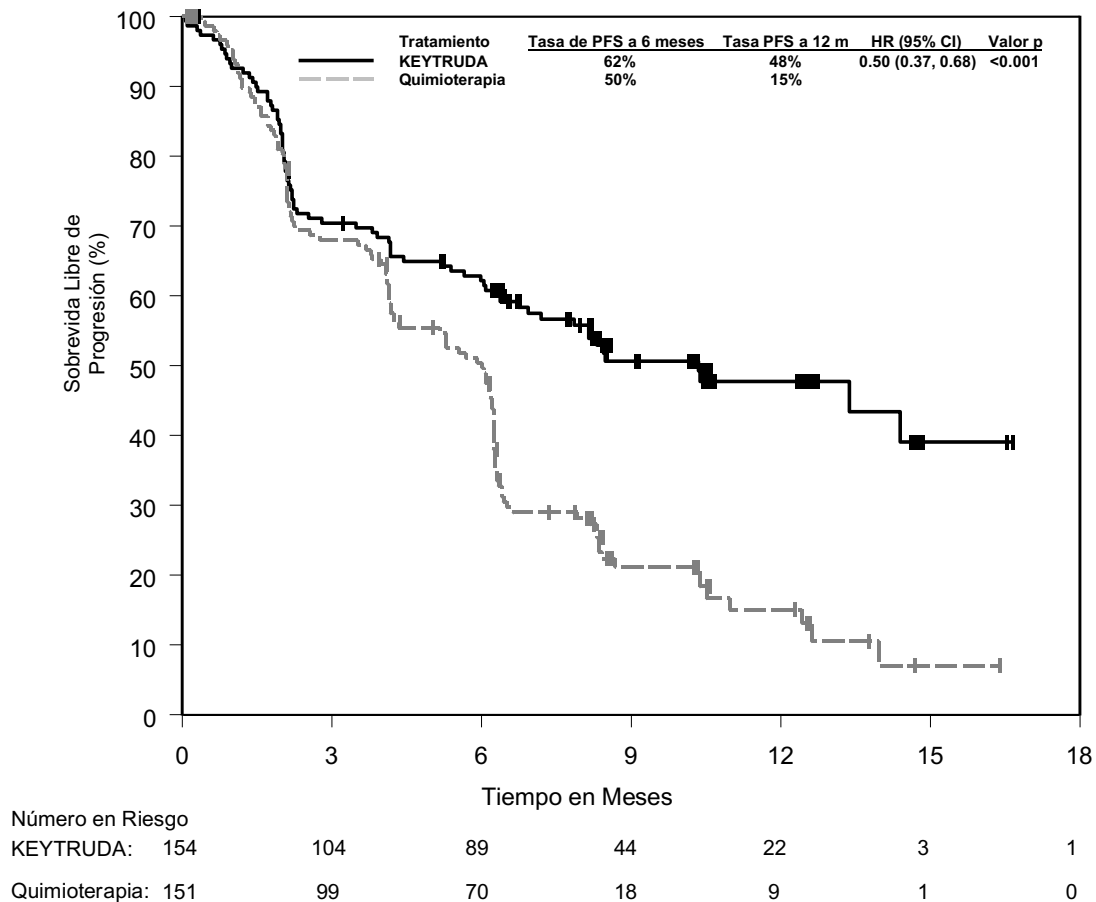 Tratamiento Tasa de PFS a 6 meses Tasa PFS a 12 m HR (95% CI) Valor p
KEYTRUDA 62% 48% 0.50 (0.37, 0.68) <0.001
Quimioterapia 50% 15%
Sobrevida Libre de
Progresión (%)
100
90
80
70
60
50
40
30
20
10
0
0 3 6 9 12 15 18
Tiempo en Meses
Número en Riesgo
KEYTRUDA: 154 104 89 44 22 3 1
Quimioterapia: 151 99 70 18 9 1 0